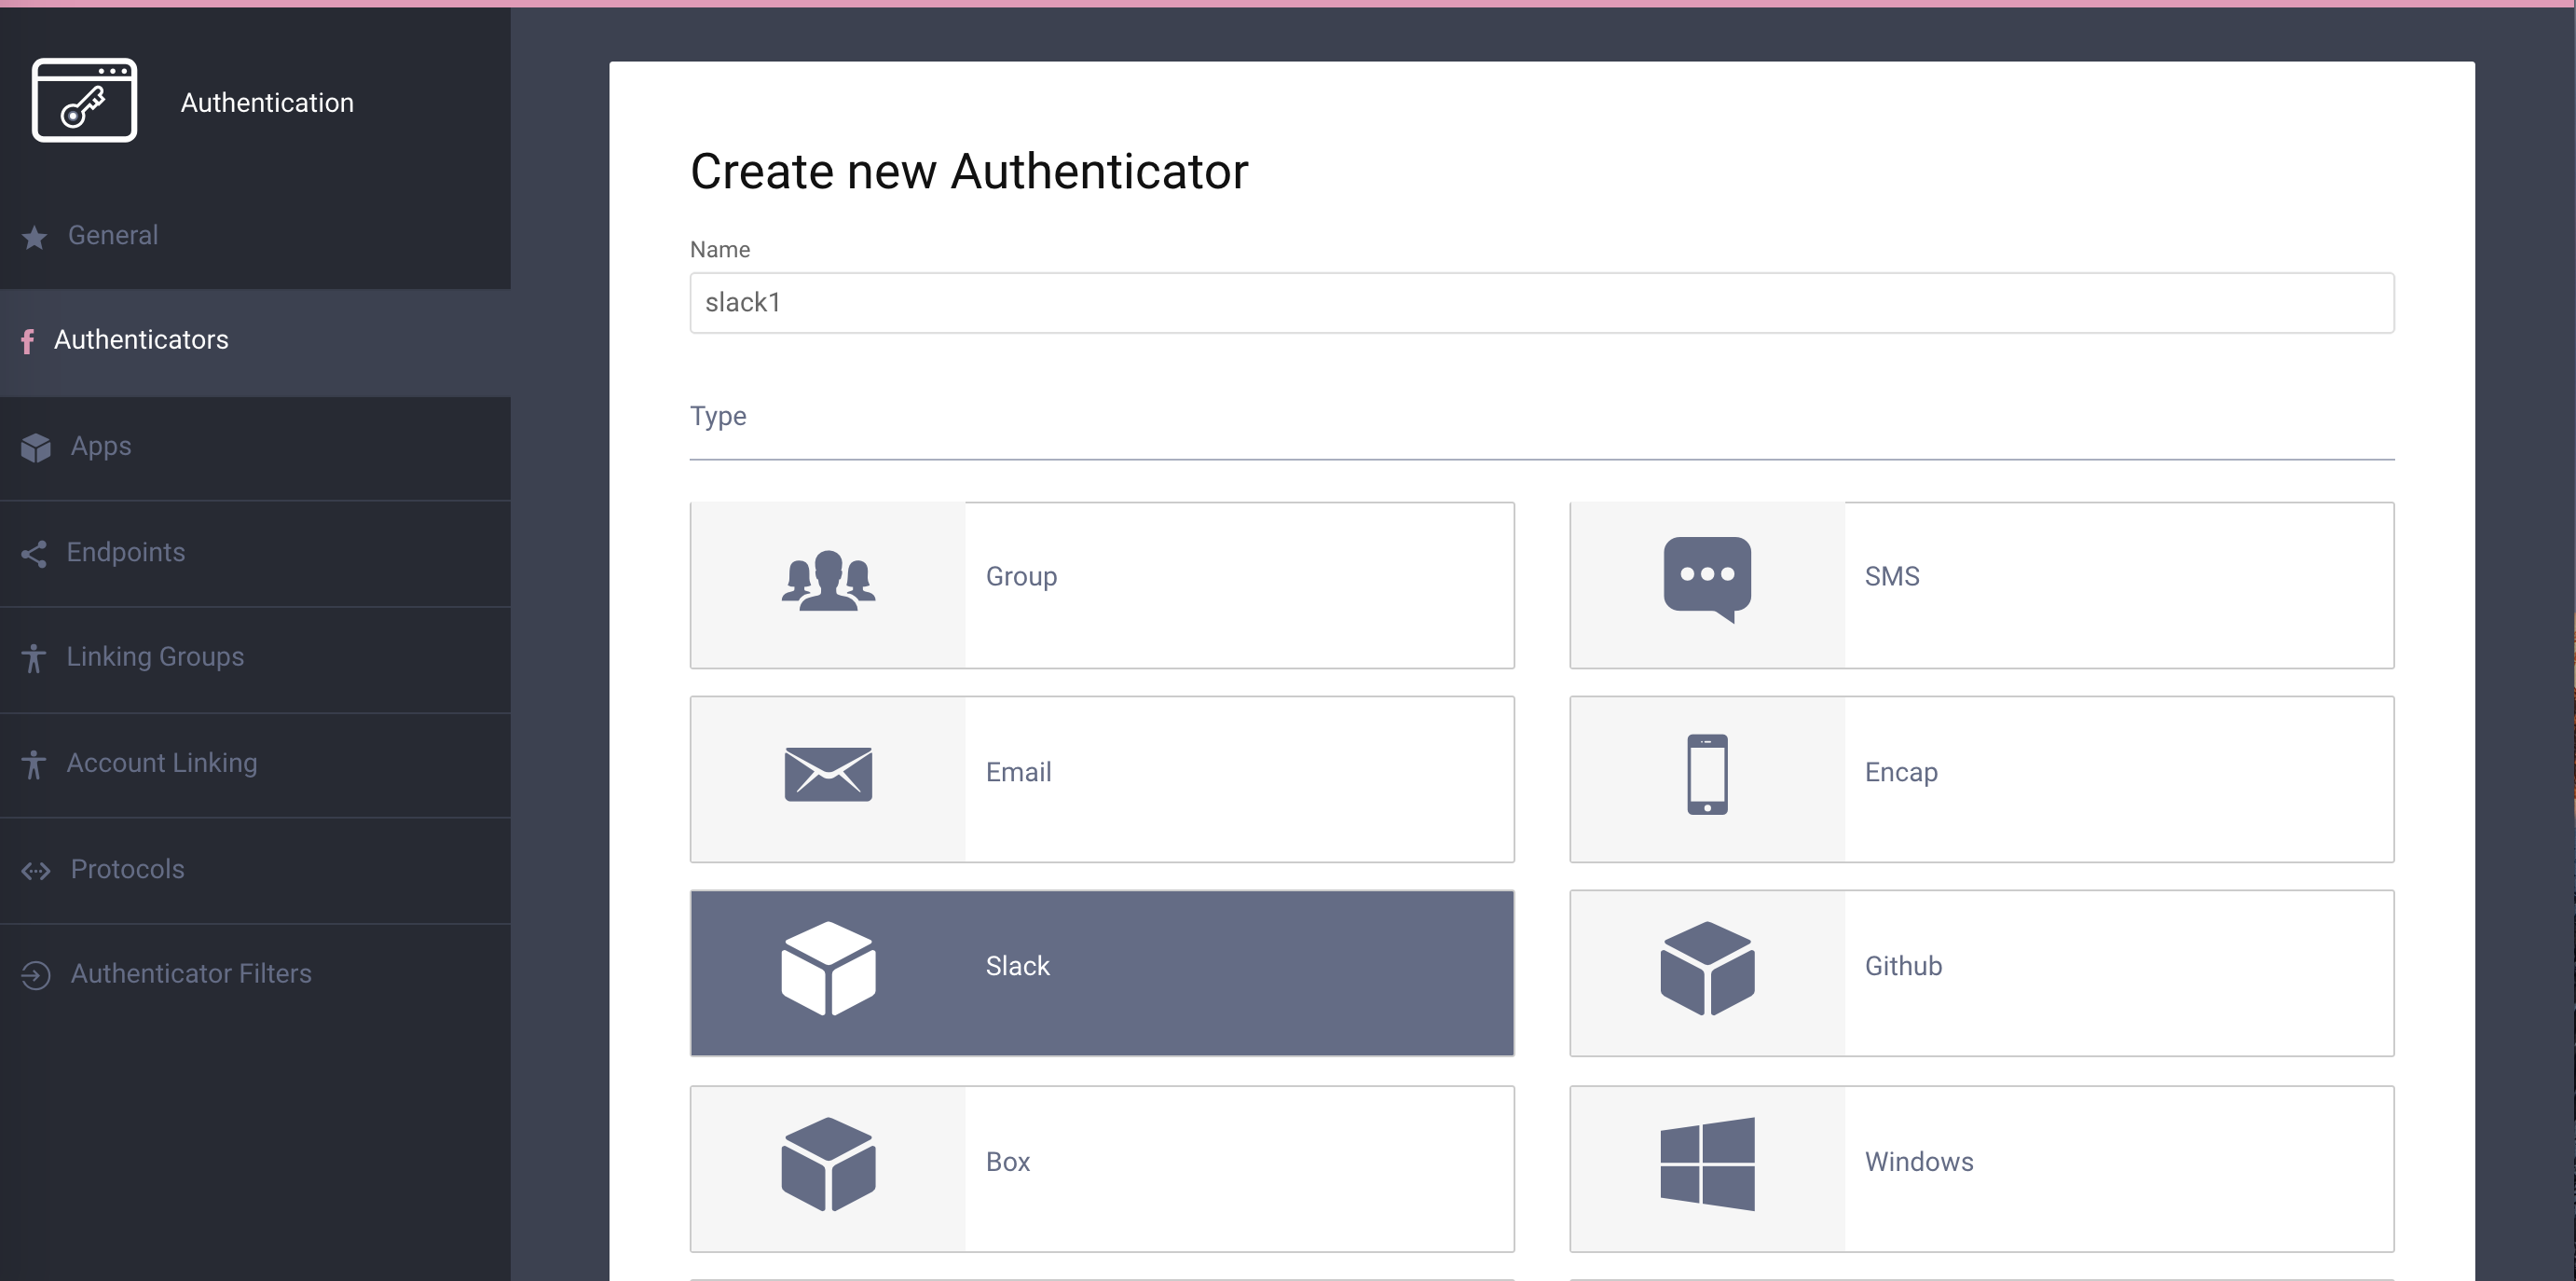 Authentication
General
Authenticators
Apps
Endpoints
Linking Groups
Account Linking
Protocols
Authenticator Filters
Create new Authenticator
Name
slack1
Type
Group
SMS
Email
Encap
Slack
Github
Box
Windows